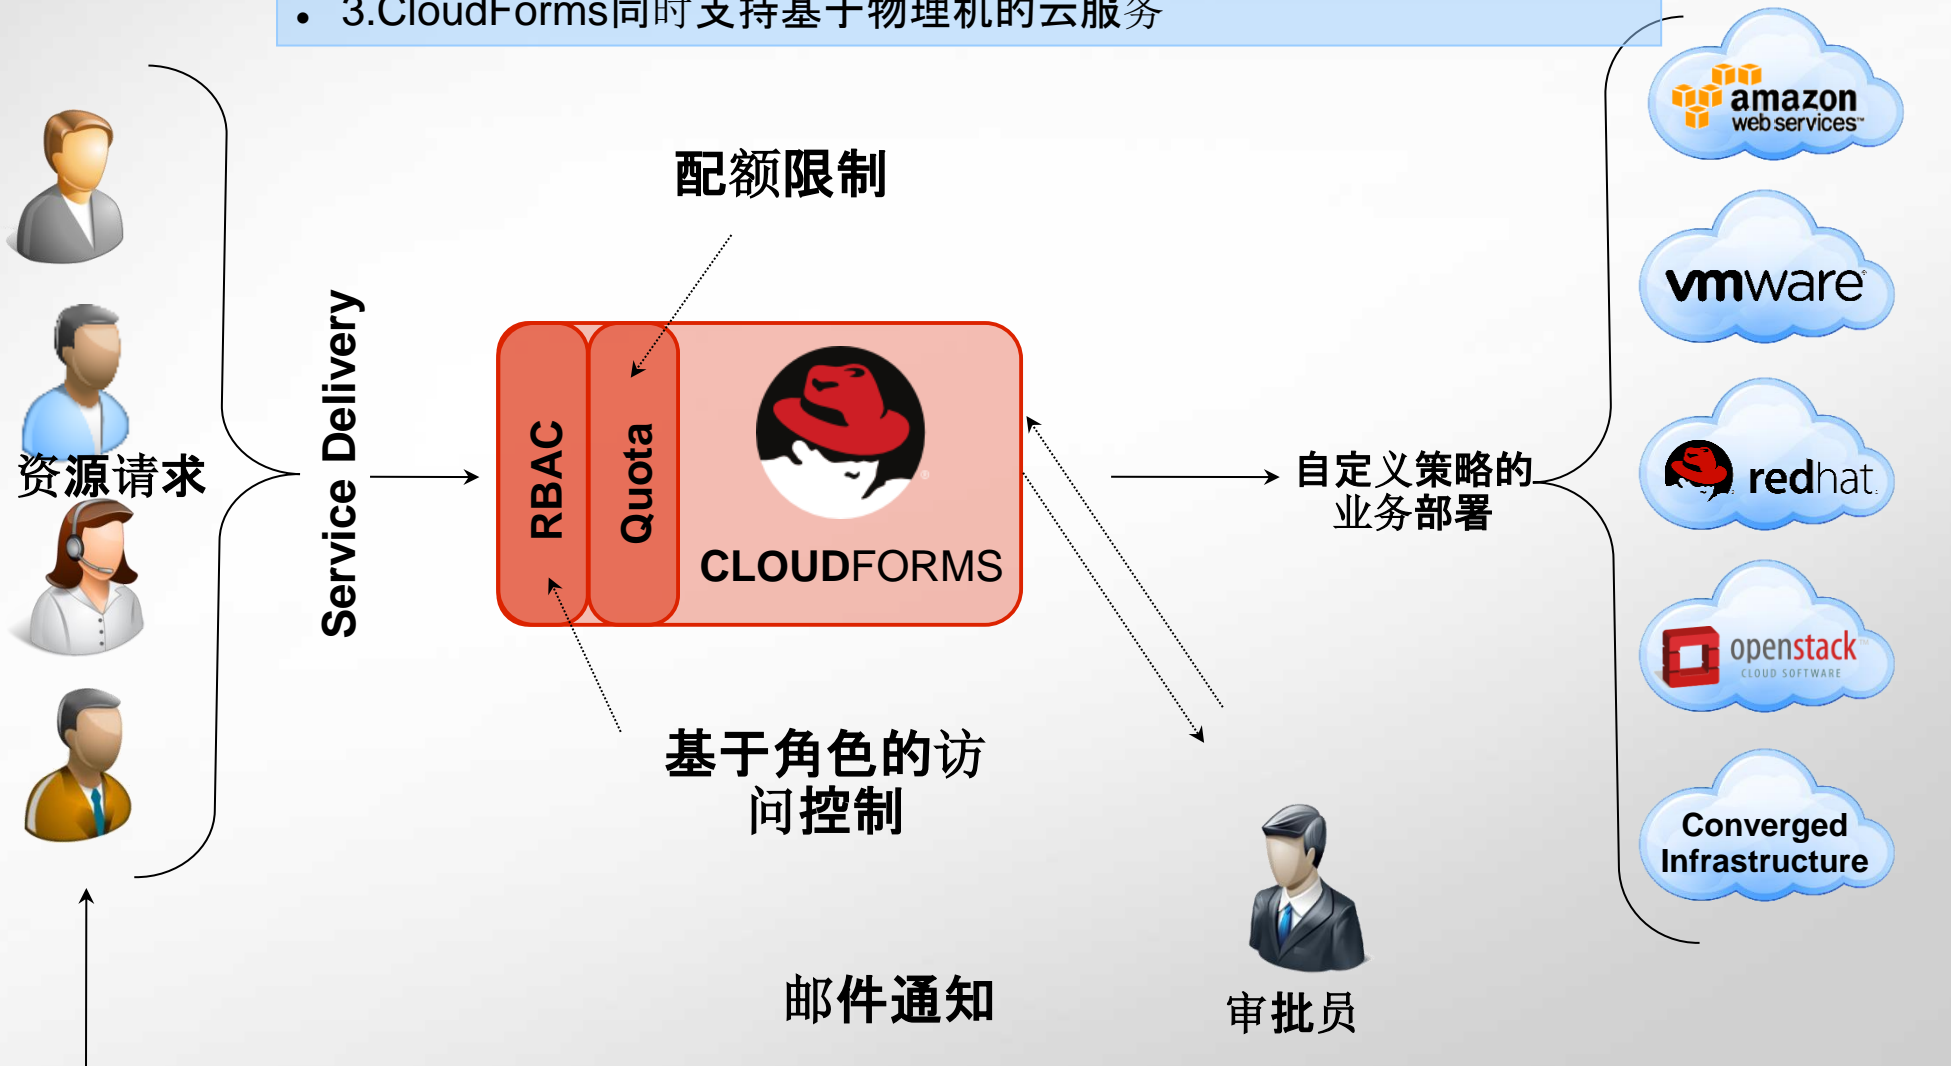 • 3.CloudForms同时支持基于物理机的云服务
amazon
web services™
配额限制
vmware®
Service Delivery
RBAC
Quota
CLOUDFORMS
资源请求
自定义策略的
业务部署
redhat.
openstack™
CLOUD SOFTWARE
基于角色的访
问控制
Converged
Infrastructure
邮件通知
审批员